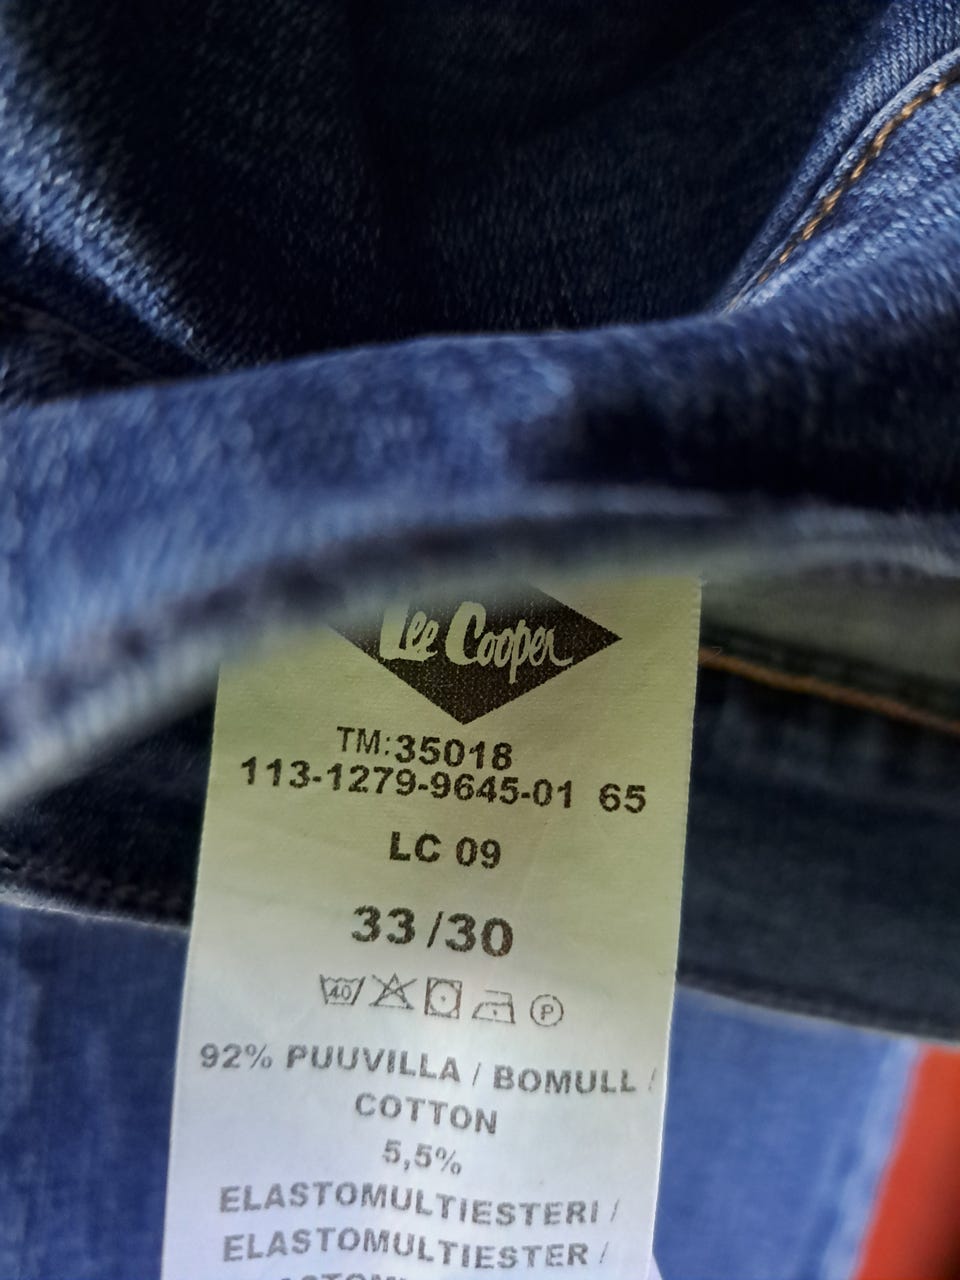 Lee Cooper
TM:35018
113-1279-9645-01 65
LC 09
33/30
40 P
92% PUUVILLA / BOMULL /
COTTON
5,5%
ELASTOMULTIESTERI /
ELASTOMULTIESTER /